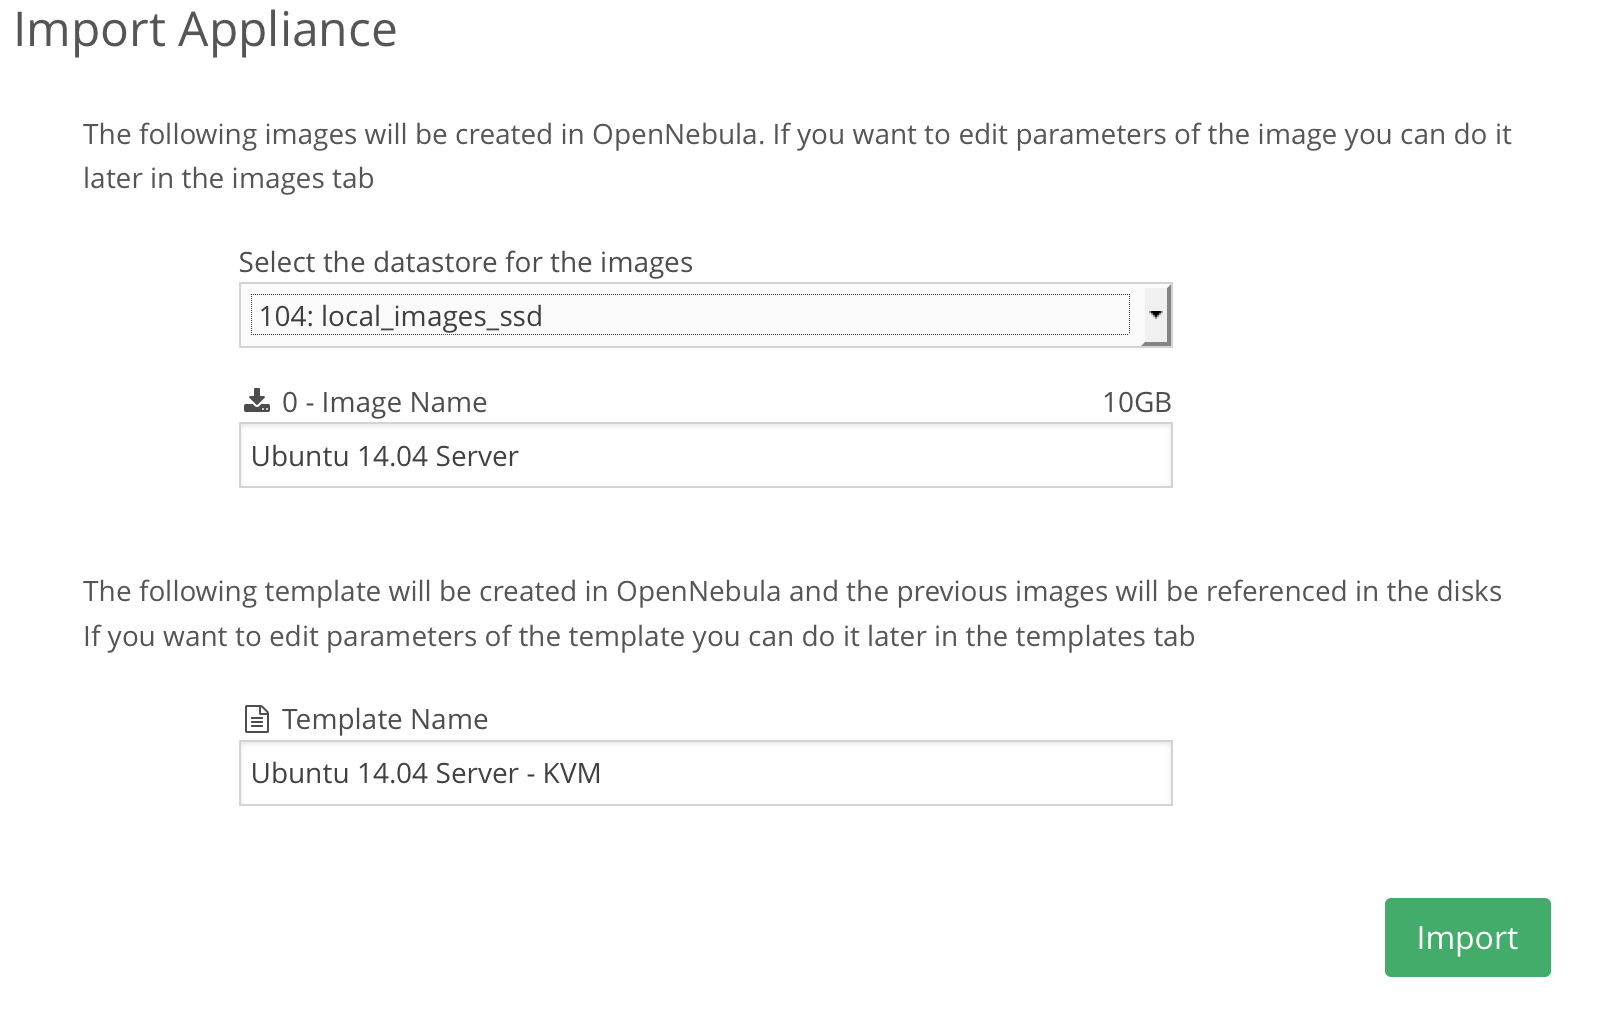 Import Appliance
The following images will be created in OpenNebula. If you want to edit parameters of the image you can do it
later in the images tab
Select the datastore for the images
104: local_images_ssd
0 - Image Name 10GB
Ubuntu 14.04 Server
The following template will be created in OpenNebula and the previous images will be referenced in the disks
If you want to edit parameters of the template you can do it later in the templates tab
Template Name
Ubuntu 14.04 Server - KVM
Import